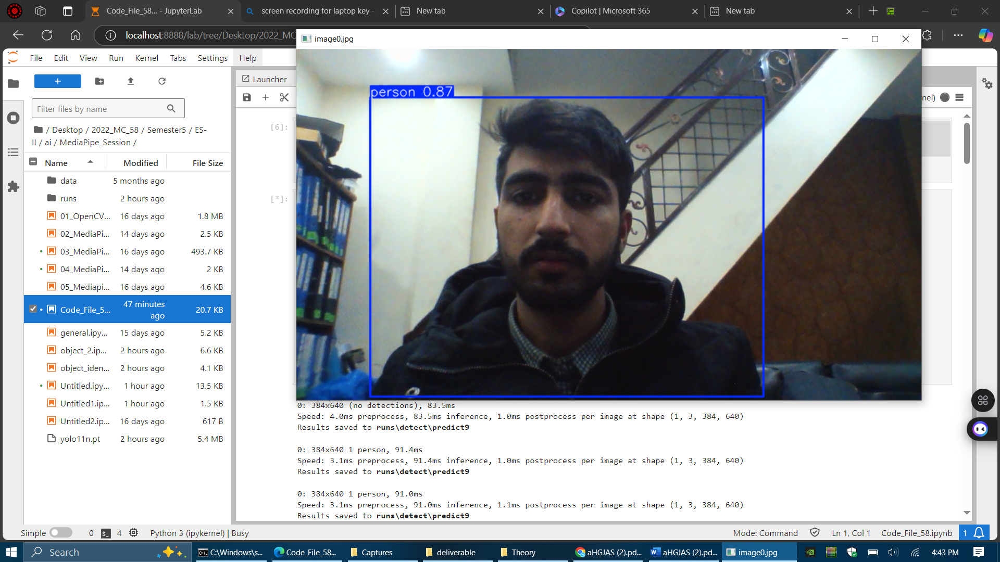 Code_File_58... - JupyterLab
screen recording for laptop key -
New tab
Copilot | Microsoft 365
New tab
localhost:8888/lab/tree/Desktop/2022_MC
image0.jpg
File Edit View Run Kernel Tabs Settings Help
Launcher
Filter files by name
nel)
/ Desktop / 2022_MC_58 / Semester5 / ES-
II / ai / MediaPipe_Session /
Name Modified File Size
data 5 months ago
runs 2 hours ago
01_OpenCV... 16 days ago 1.8 MB
02_MediaPi... 14 days ago 2.5 KB
03_MediaPi... 16 days ago 493.7 KB
04_MediaPi... 14 days ago 2 KB
05_Mediapi... 16 days ago 4.6 KB
Code_File_5... 47 minutes ago 20.7 KB
general.ipy... 15 days ago 5.2 KB
object_2.ip... 2 hours ago 6.6 KB
object_iden... 2 hours ago 4.1 KB
Untitled.ipy... 1 hour ago 13.5 KB
Untitled1.ip... 1 hour ago 1.5 KB
Untitled2.ip... 16 days ago 617 B
yolo11n.pt 2 hours ago 5.4 MB
[6]:
[*]:
person 0.87
0: 384x640 (no detections), 83.5ms
Speed: 4.0ms preprocess, 83.5ms inference, 1.0ms postprocess per image at shape (1, 3, 384, 640)
Results saved to runs\detect\predict9
0: 384x640 1 person, 91.4ms
Speed: 3.1ms preprocess, 91.4ms inference, 1.0ms postprocess per image at shape (1, 3, 384, 640)
Results saved to runs\detect\predict9
0: 384x640 1 person, 91.0ms
Speed: 3.1ms preprocess, 91.0ms inference, 1.1ms postprocess per image at shape (1, 3, 384, 640)
Results saved to runs\detect\predict9
Simple 0 $_ 4 Python 3 (ipykernel) | Busy
Mode: Command Ln 1, Col 1 Code_File_58.ipynb 1
Search
C:\Windows\s...
Code_File_58...
Captures
deliverable
Theory
aHGJAS (2).pd...
aHGJAS (2).pd...
image0.jpg
4:43 PM